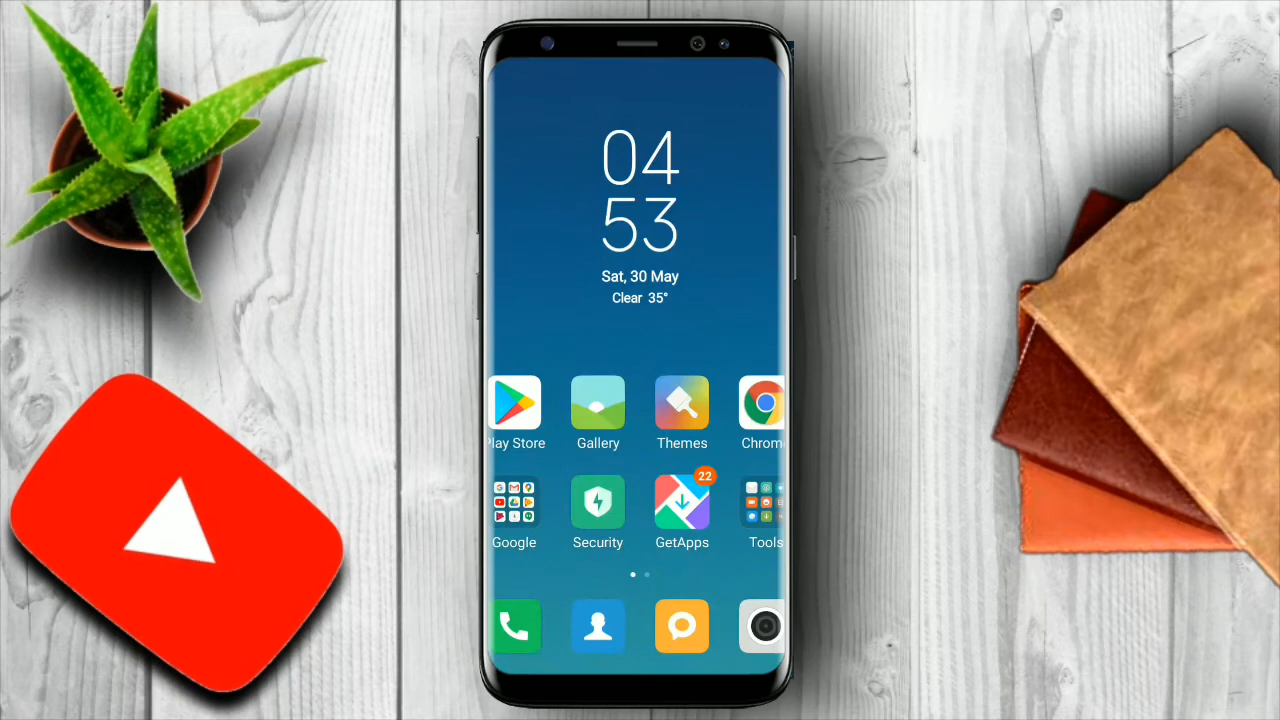 04
53
Sat, 30 May
Clear 35°
Play Store
Gallery
Themes
Chrom
22
Google
Security
GetApps
Tools